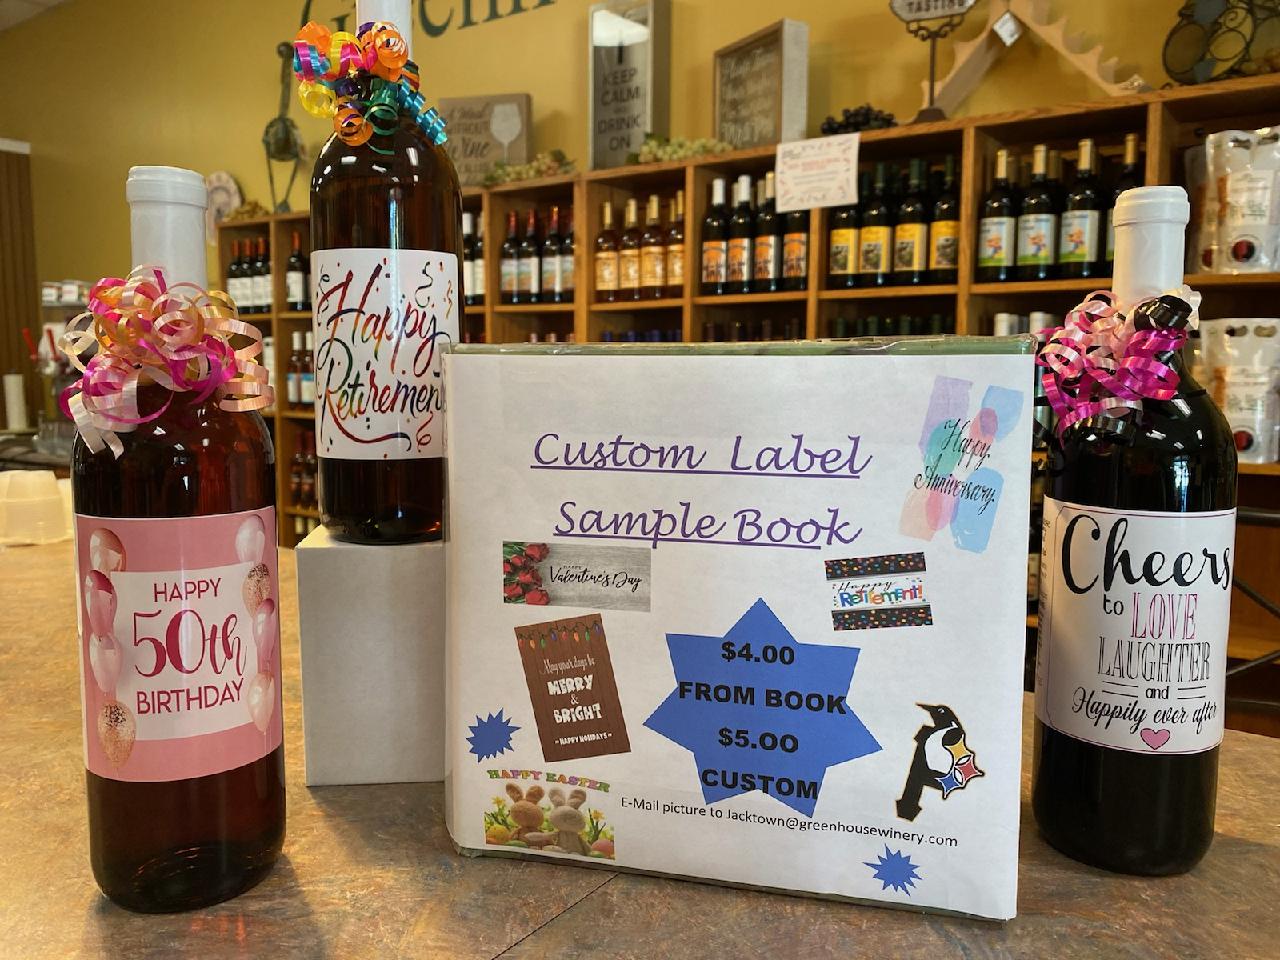 TASTING
KEEP
CALM
DRINK
ON
Wine
Happy
Retirement
HAPPY
50th
BIRTHDAY
Custom Label
Sample Book
Happy
Anniversary
Valentine's Day
Happy
RETIREMENT!
May your days be
MERRY
&
BRIGHT
- HAPPY HOLIDAYS -
$4.00
FROM BOOK
$5.00
CUSTOM
HAPPY EASTER
E-Mail picture to Jacktown@greenhousewinery.com
Cheers
to LOVE
LAUGHTER
and
Happily ever after